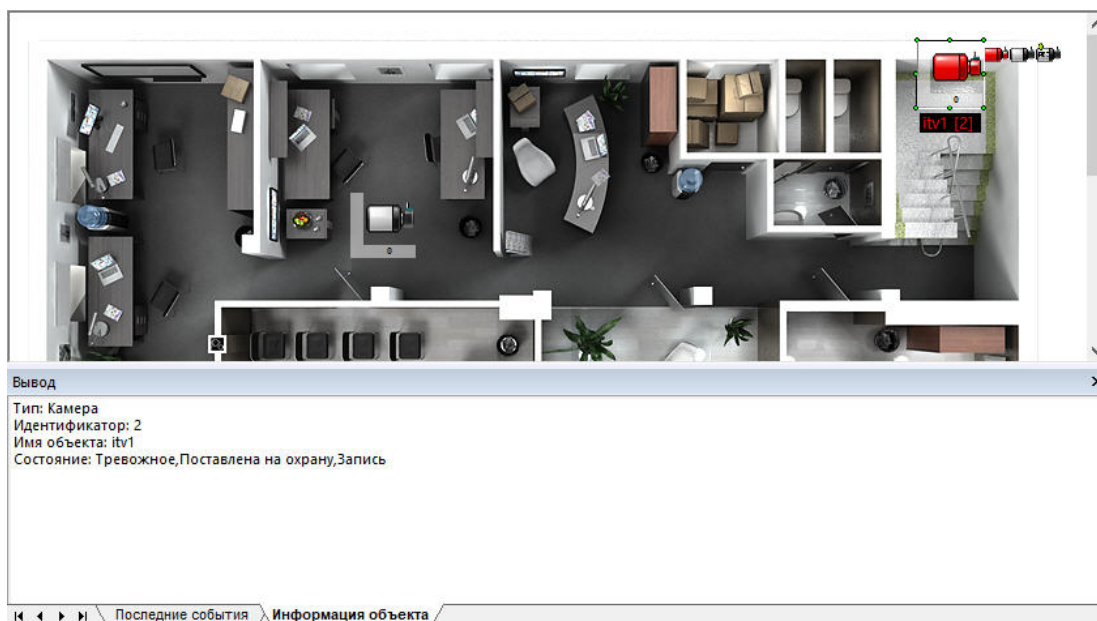 itv1 [2]
Вывод
Тип: Камера
Идентификатор: 2
Имя объекта: itv1
Состояние: Тревожное,Поставлена на охрану,Запись
Последние события
Информация объекта